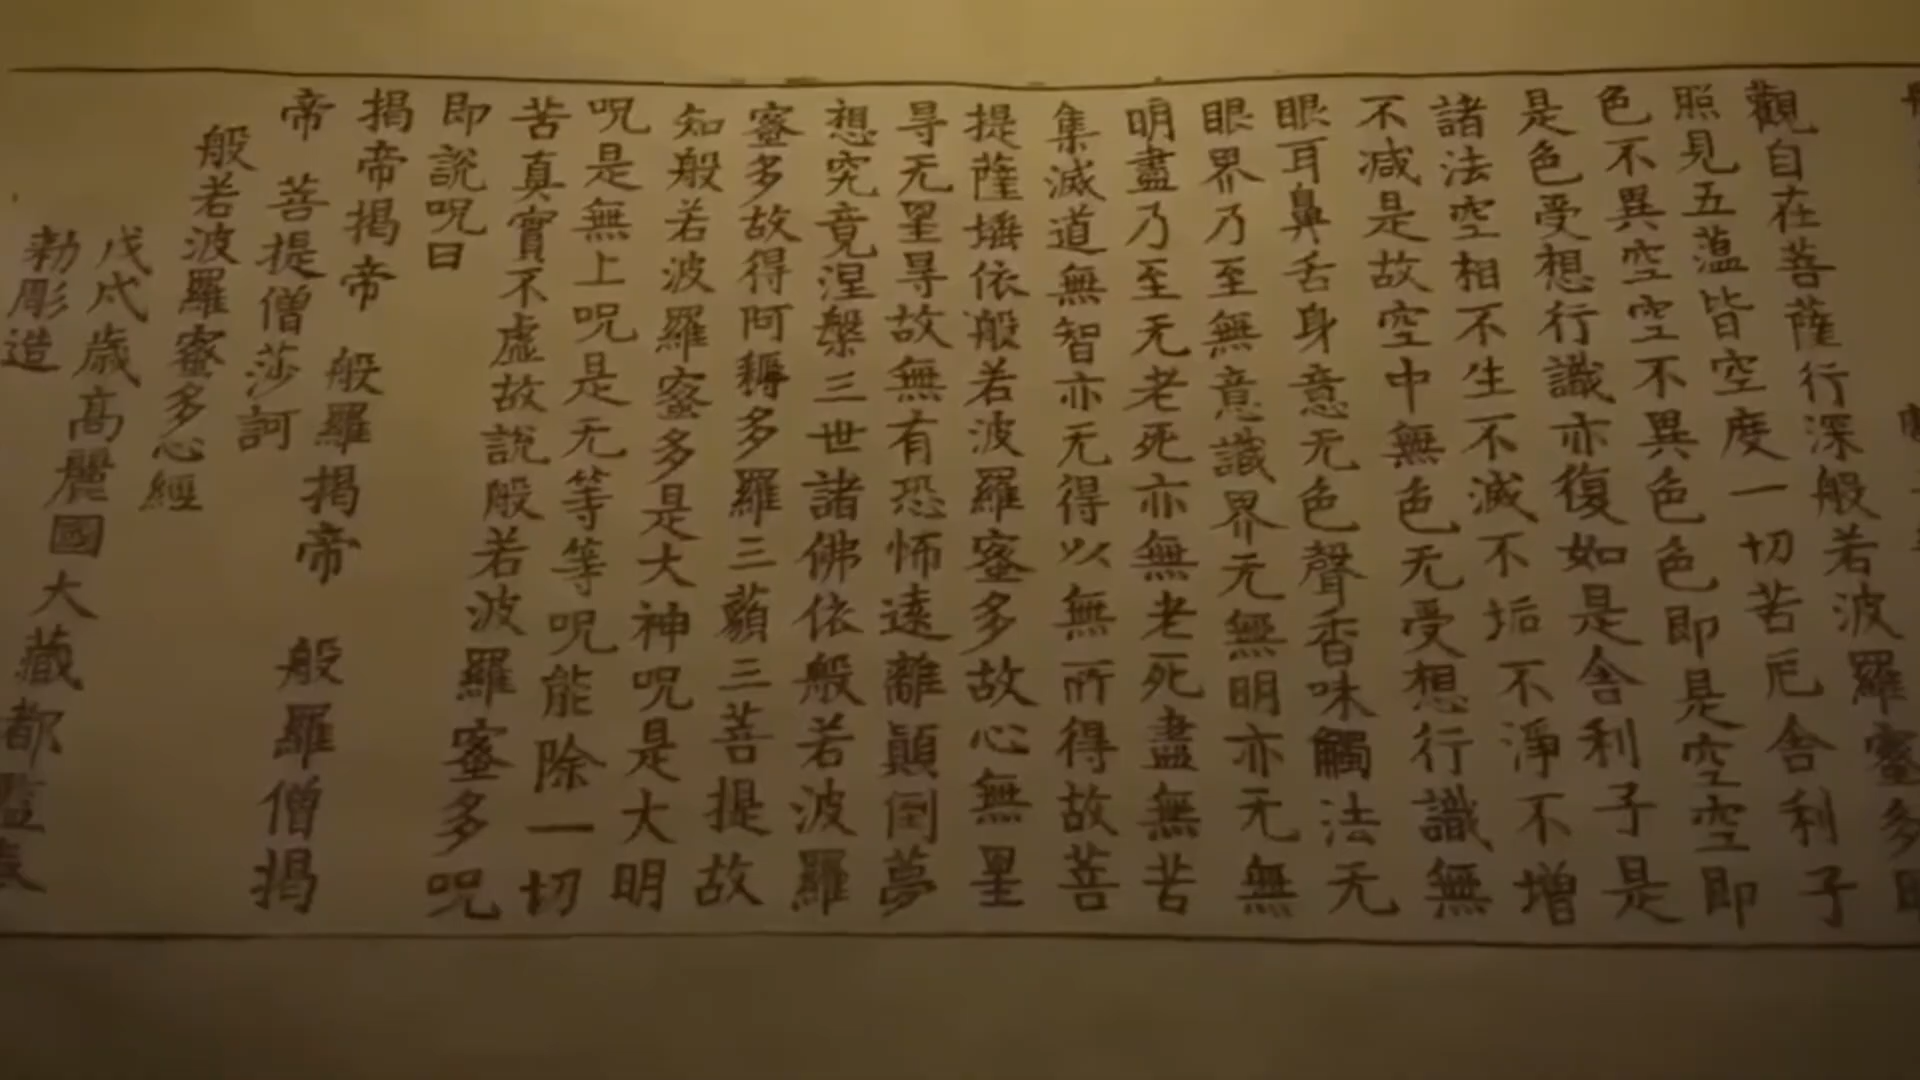 觀自在菩薩行深般若波羅蜜多時
照見五蕰皆空度一切苦厄舍利子
色不異空空不異色色即是空空即
是色受想行識亦復如是舍利子是
諸法空相不生不滅不垢不淨不增
不减是故空中無色无受想行識無
眼耳鼻舌身意无色聲香味觸法无
眼界乃至無意識界无無明亦无無
明盡乃至无老死亦無老死盡無苦
集滅道無智亦无得以無所得故菩
提薩埵依般若波羅蜜多故心無罣
㝵无罣㝵故無有恐怖遠離顛倒夢
想究竟涅槃三世諸佛依般若波羅
蜜多故得阿耨多羅三藐三菩提故
知般若波羅蜜多是大神呪是大明
呪是無上呪是无等等呪能除一切
苦真實不虛故說般若波羅蜜多呪
即說呪曰
揭帝揭帝 般羅揭帝 般羅僧揭
帝 菩提僧莎訶
般若波羅蜜多心經
戊戌歲高麗國大藏都監奉
勅彫造